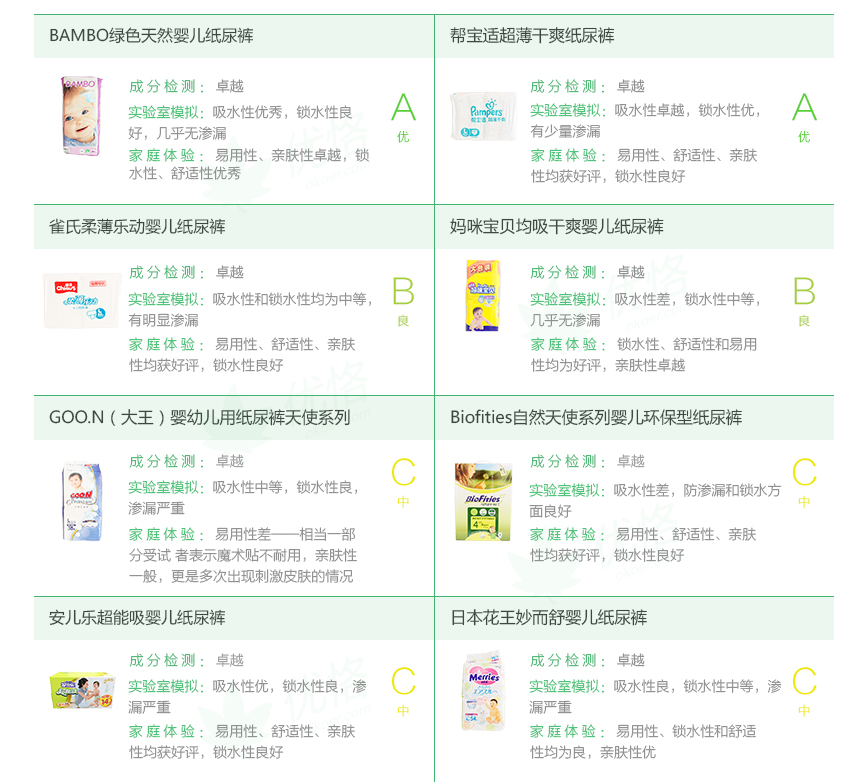 BAMBO绿色天然婴儿纸尿裤
BAMBO
成分检测：卓越
实验室模拟：吸水性优秀，锁水性良
好，几乎无渗漏
家庭体验：易用性、亲肤性卓越，锁
水性、舒适性优秀
A
优
帮宝适超薄干爽纸尿裤
Pampers
成分检测：卓越
实验室模拟：吸水性卓越，锁水性优，
有少量渗漏
家庭体验：易用性、舒适性、亲肤
性均获好评，锁水性良好
A
优
雀氏柔薄乐动婴儿纸尿裤
成分检测：卓越
实验室模拟：吸水性和锁水性均为中等，
有明显渗漏
家庭体验：易用性、舒适性、亲肤
性均获好评，锁水性良好
B
良
妈咪宝贝均吸干爽婴儿纸尿裤
成分检测：卓越
实验室模拟：吸水性差，锁水性中等，
几乎无渗漏
家庭体验：锁水性、舒适性和易用
性均为好评，亲肤性卓越
B
良
GOO.N（大王）婴幼儿用纸尿裤天使系列
GOO.N
成分检测：卓越
实验室模拟：吸水性中等，锁水性良，
渗漏严重
家庭体验：易用性差——相当一部
分受试 者表示魔术贴不耐用，亲肤性
一般，更是多次出现刺激皮肤的情况
C
中
Biofities自然天使系列婴儿环保型纸尿裤
BioFities
成分检测：卓越
实验室模拟：吸水性差，防渗漏和锁水方
面良好
家庭体验：易用性、舒适性、亲肤
性均获好评，锁水性良好
C
中
安儿乐超能吸婴儿纸尿裤
成分检测：卓越
实验室模拟：吸水性优，锁水性良，渗
漏严重
家庭体验：易用性、舒适性、亲肤
性均获好评，锁水性良好
C
中
日本花王妙而舒婴儿纸尿裤
Merries
成分检测：卓越
实验室模拟：吸水性良，锁水性中等，渗
漏严重
家庭体验：易用性、锁水性和舒适
性均为良，亲肤性优
C
中